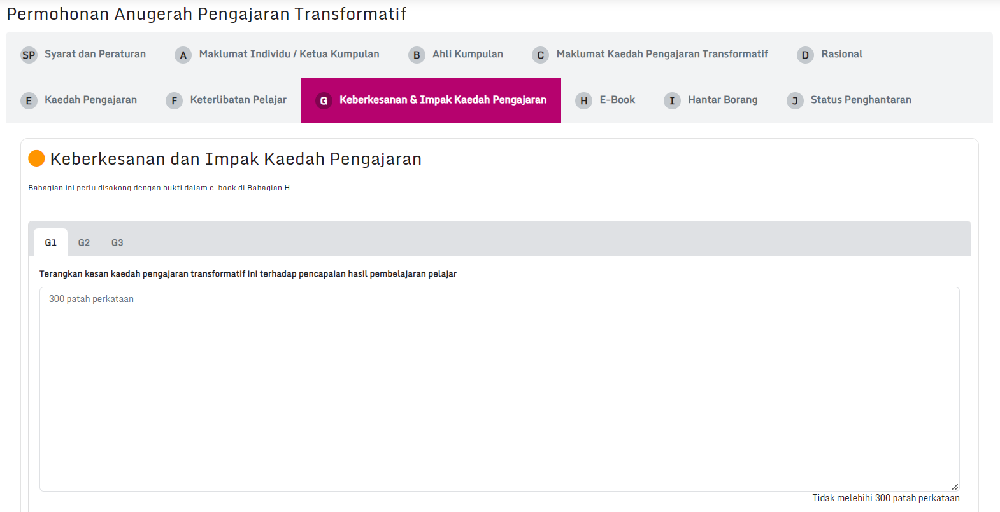 Permohonan Anugerah Pengajaran Transformatif
SP Syarat dan Peraturan A Maklumat Individu / Ketua Kumpulan B Ahli Kumpulan C Maklumat Kaedah Pengajaran Transformatif D Rasional
E Kaedah Pengajaran F Keterlibatan Pelajar G Keberkesanan & Impak Kaedah Pengajaran H E-Book I Hantar Borang J Status Penghantaran
Keberkesanan dan Impak Kaedah Pengajaran
Bahagian ini perlu disokong dengan bukti dalam e-book di Bahagian H.
G1 G2 G3
Terangkan kesan kaedah pengajaran transformatif ini terhadap pencapaian hasil pembelajaran pelajar
300 patah perkataan
Tidak melebihi 300 patah perkataan